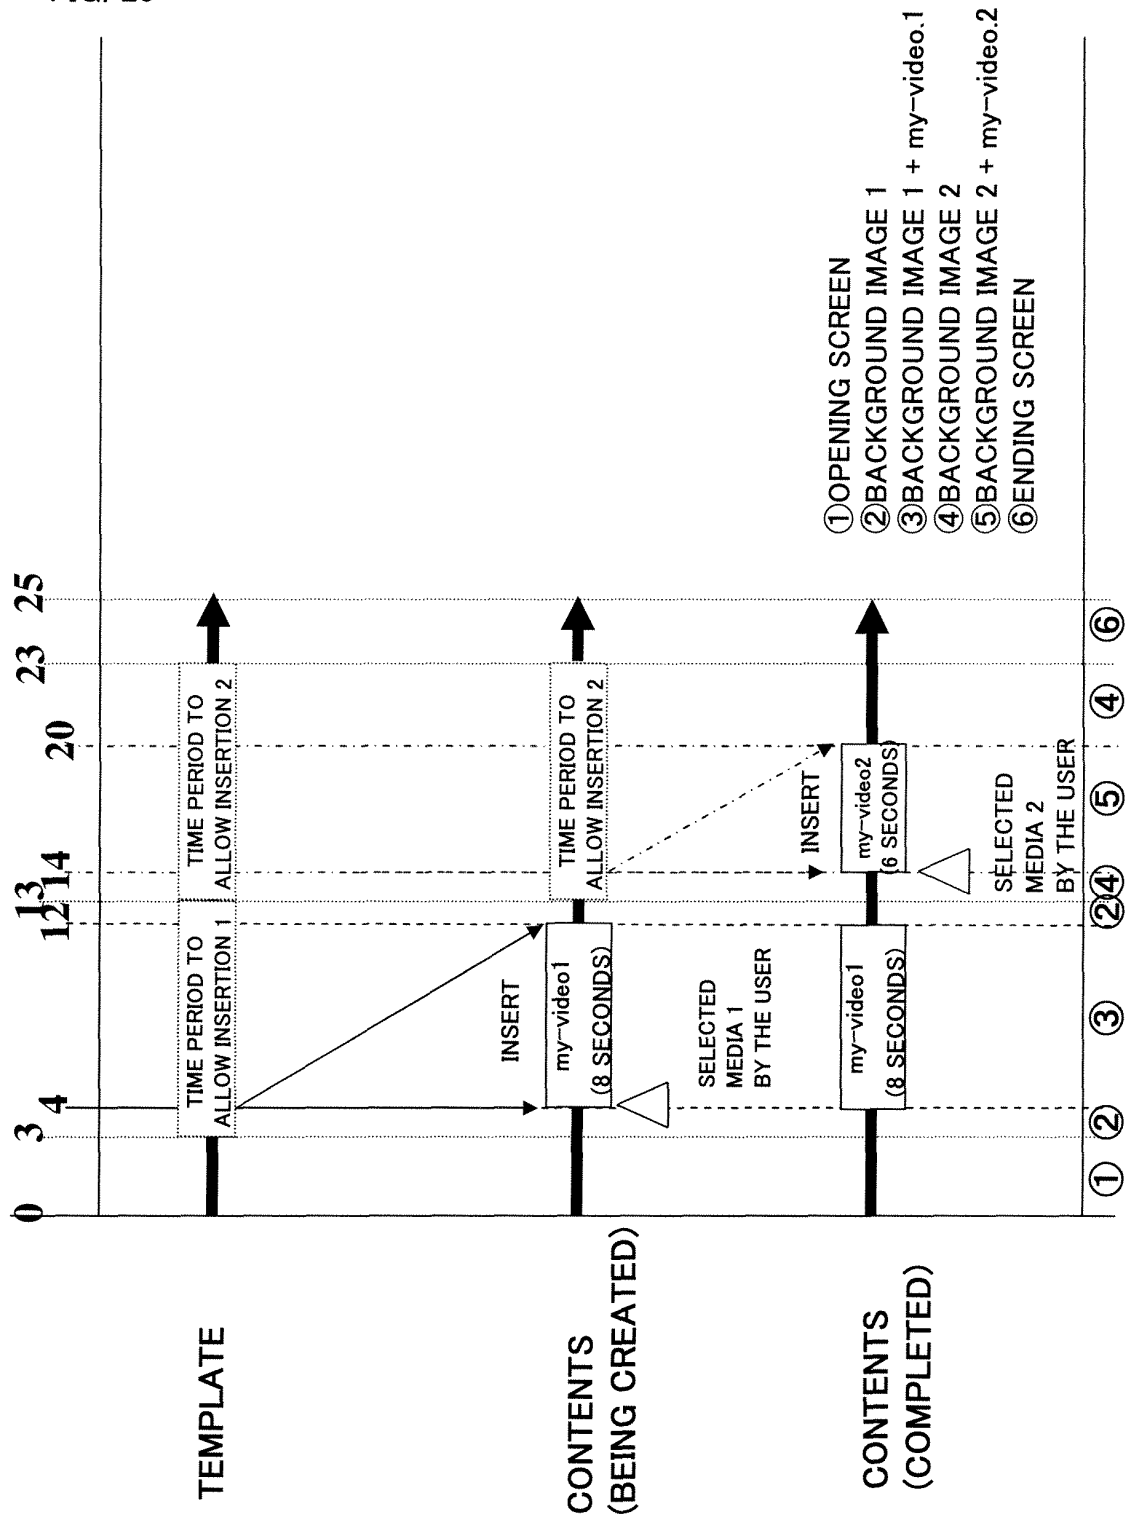 0
3
4
12
13
14
20
23
25
TEMPLATE
TIME PERIOD TO
ALLOW INSERTION 1
TIME PERIOD TO
ALLOW INSERTION 2
CONTENTS
(BEING CREATED)
INSERT
my-video1
(8 SECONDS)
TIME PERIOD TO
ALLOW INSERTION 2
SELECTED
MEDIA 1
BY THE USER
CONTENTS
(COMPLETED)
my-video1
(8 SECONDS)
INSERT
my-video2
(6 SECONDS)
SELECTED
MEDIA 2
BY THE USER
①OPENING SCREEN
②BACKGROUND IMAGE 1
③BACKGROUND IMAGE 1 + my-video.1
④BACKGROUND IMAGE 2
⑤BACKGROUND IMAGE 2 + my-video.2
⑥ENDING SCREEN
①
②
③
②
④
⑤
④
⑥